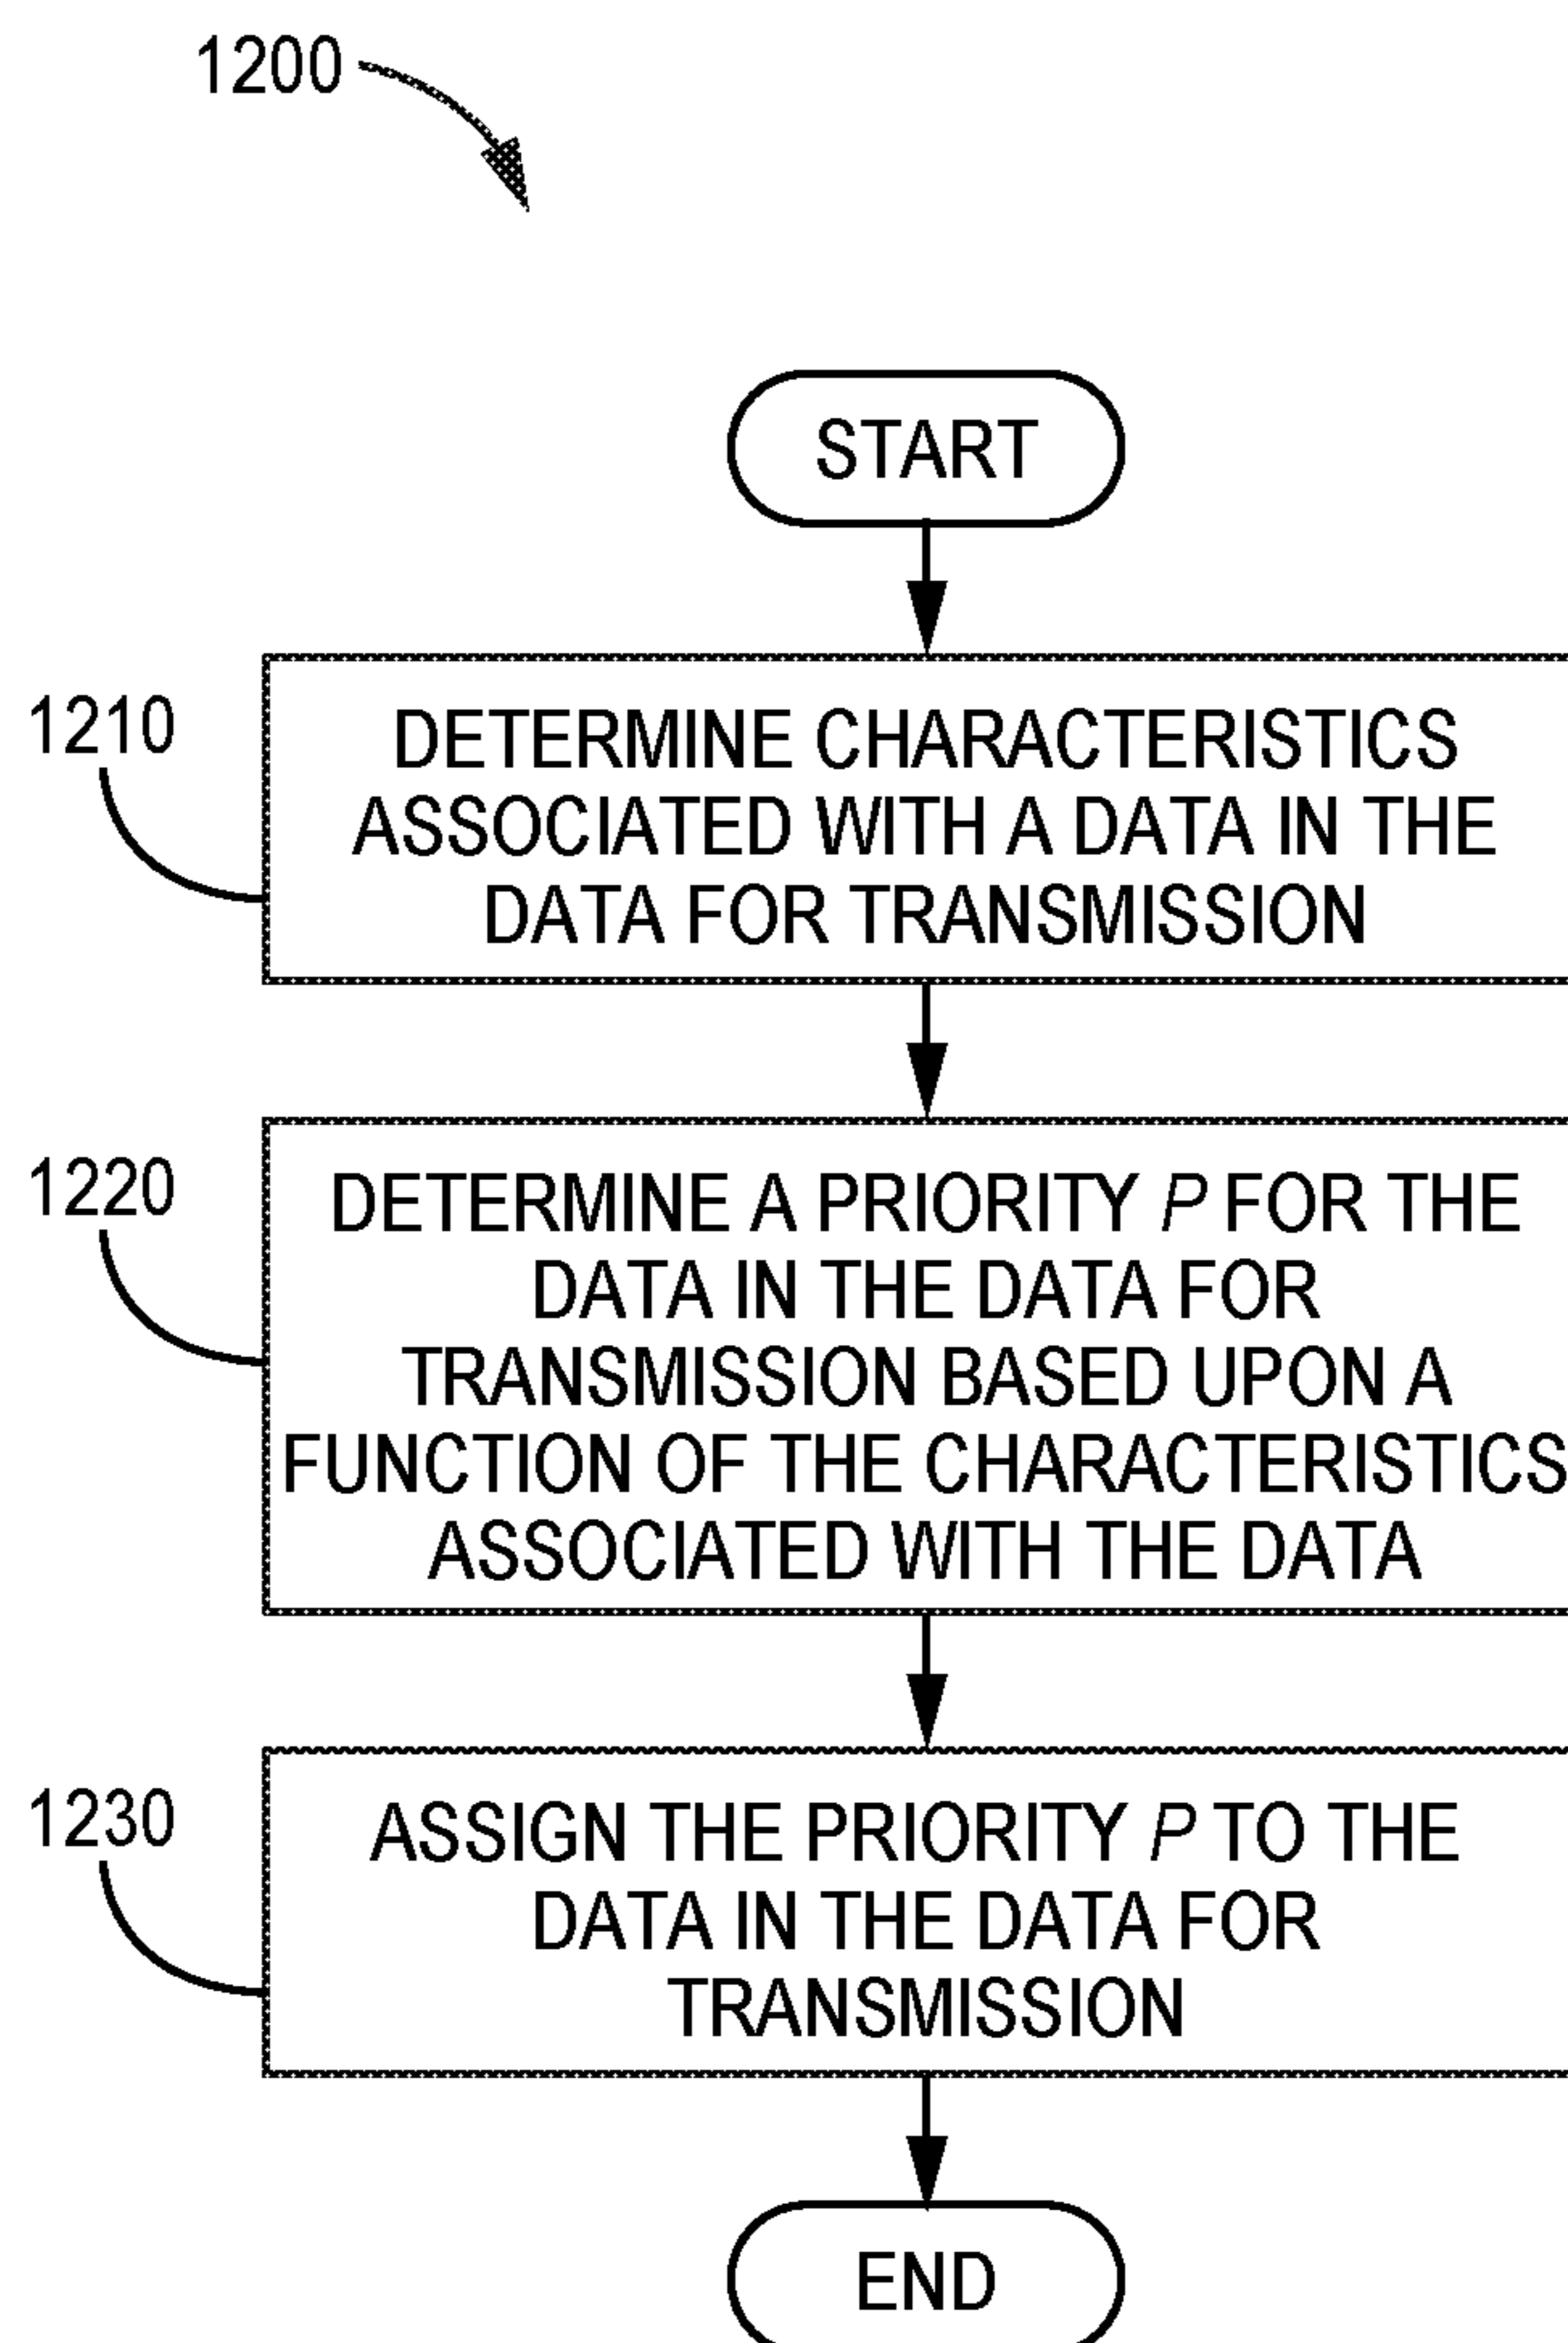 1200
START
1210
DETERMINE CHARACTERISTICS
ASSOCIATED WITH A DATA IN THE
DATA FOR TRANSMISSION
1220
DETERMINE A PRIORITY P FOR THE
DATA IN THE DATA FOR
TRANSMISSION BASED UPON A
FUNCTION OF THE CHARACTERISTICS
ASSOCIATED WITH THE DATA
1230
ASSIGN THE PRIORITY P TO THE
DATA IN THE DATA FOR
TRANSMISSION
END